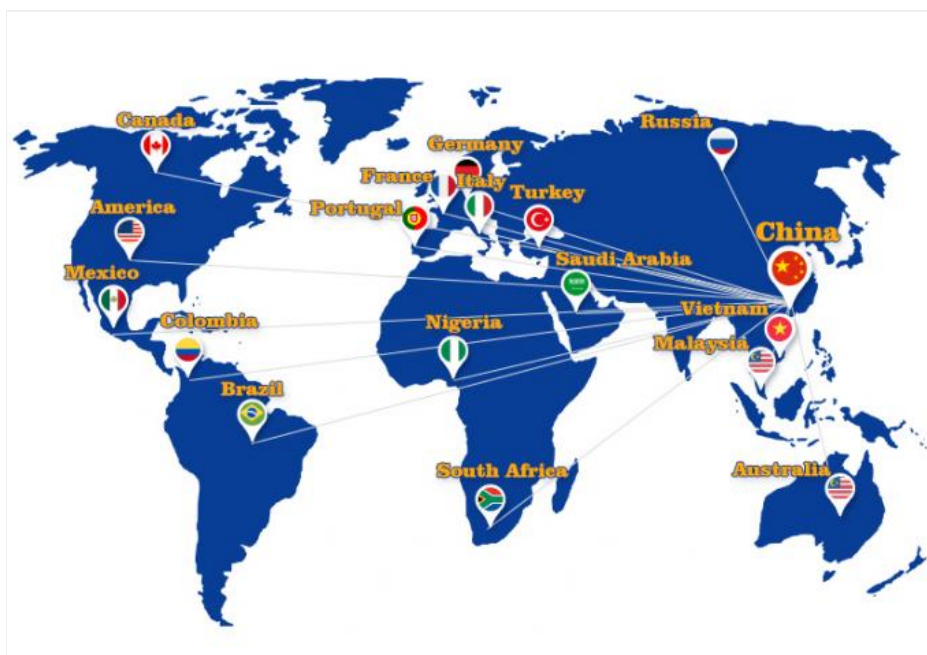 Canada
Russia
Germany
France
Italy
Turkey
Portugal
America
China
Saudi Arabia
Mexico
Colombia
Nigeria
Vietnam
Malaysia
Brazil
South Africa
Australia